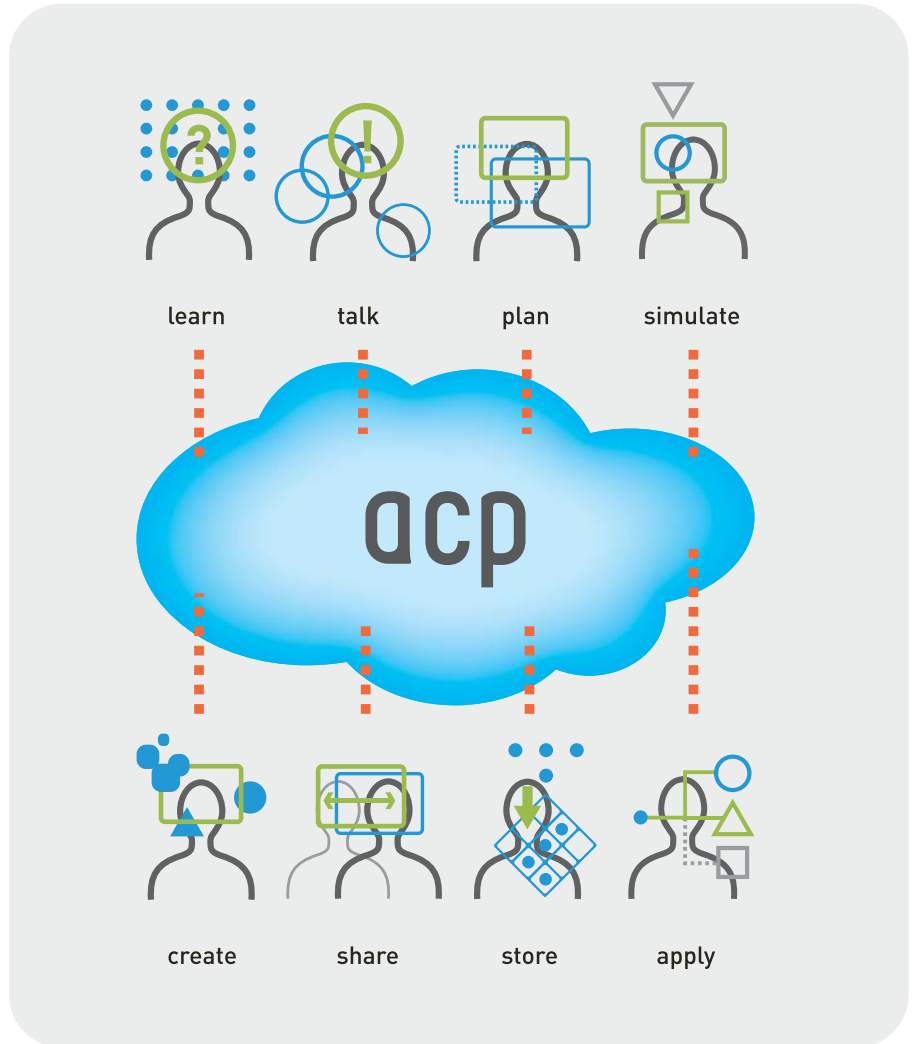 ?
!
learn
talk
plan
simulate
acp
create
share
store
apply